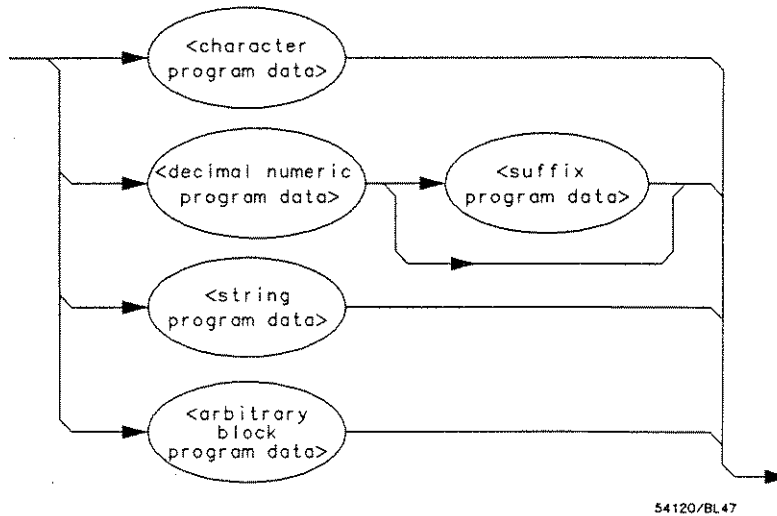 <character
program data>
<decimal numeric
program data>
<suffix
program data>
<string
program data>
<arbitrary
block
program data>
54120/BL47